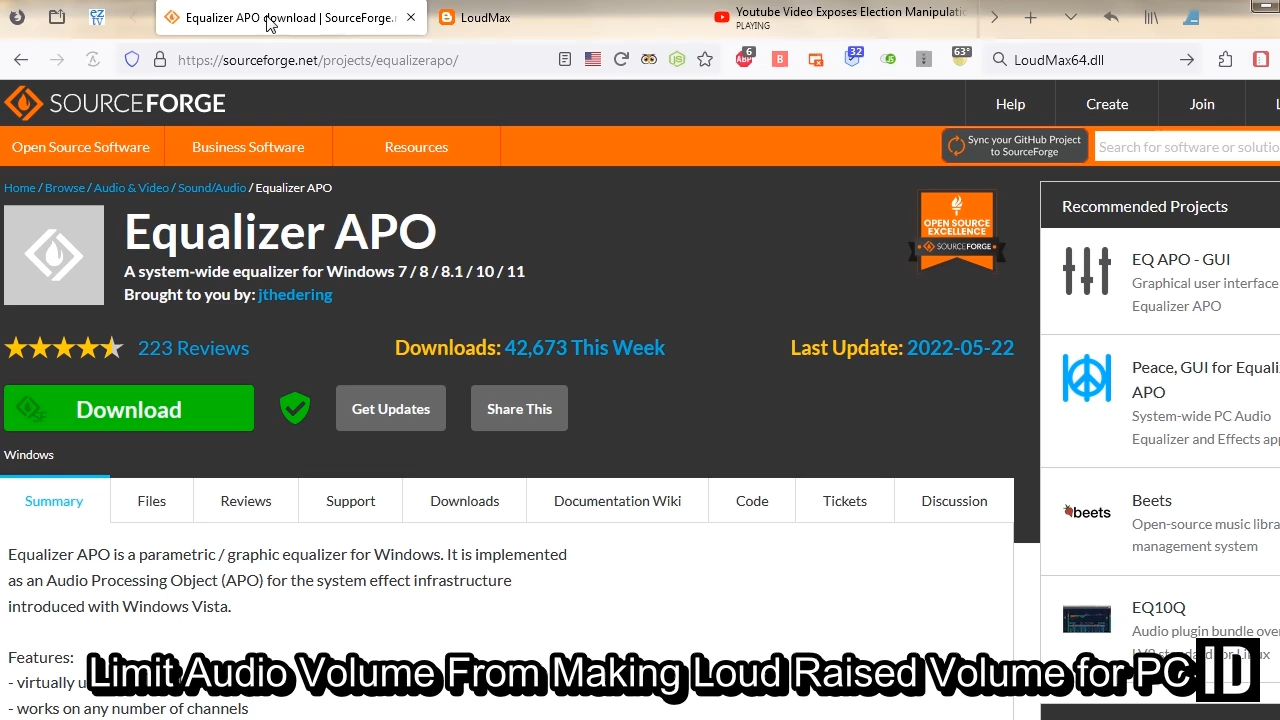 Equalizer APO download | SourceForge.n
LoudMax
Youtube Video Exposes Election Manipulatio
PLAYING
https://sourceforge.net/projects/equalizerapo/
6
32
63°
LoudMax64.dll
SOURCEFORGE
Help
Create
Join
Open Source Software
Business Software
Resources
Sync your GitHub Project
to SourceForge
Search for software or solutio
Home / Browse / Audio & Video / Sound/Audio / Equalizer APO
Equalizer APO
A system-wide equalizer for Windows 7 / 8 / 8.1 / 10 / 11
Brought to you by: jthedering
OPEN SOURCE
EXCELLENCE
SOURCEFORGE
223 Reviews
Downloads: 42,673 This Week
Last Update: 2022-05-22
Download
Get Updates
Share This
Windows
Summary
Files
Reviews
Support
Downloads
Documentation Wiki
Code
Tickets
Discussion
Equalizer APO is a parametric / graphic equalizer for Windows. It is implemented
as an Audio Processing Object (APO) for the system effect infrastructure
introduced with Windows Vista.
Features:
- virtually u
- works on any number of channels
Recommended Projects
EQ APO - GUI
Graphical user interface
Equalizer APO
Peace, GUI for Equali
APO
System-wide PC Audio
Equalizer and Effects app
beets
Beets
Open-source music libra
management system
EQ10Q
Audio plugin bundle over
Limit Audio Volume From Making Loud Raised Volume for PC
ID